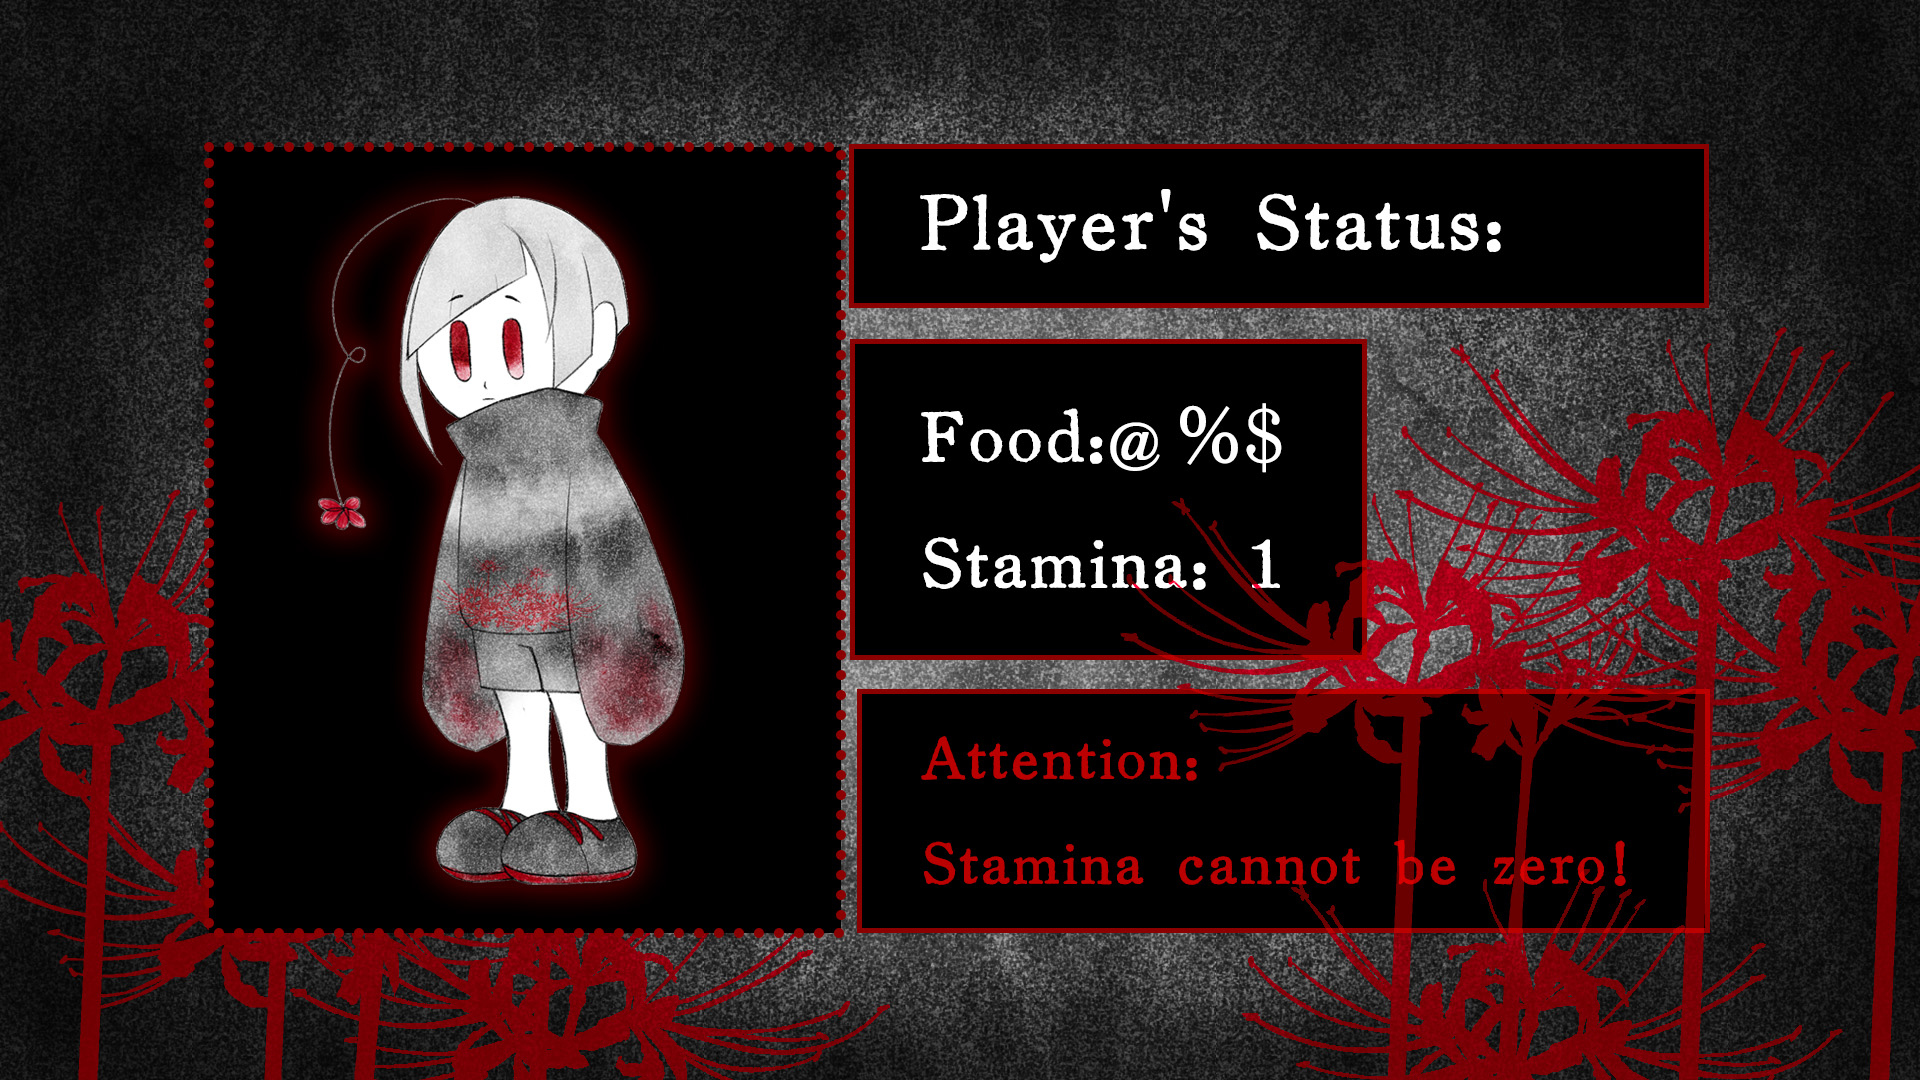 Player's Status:
Food:@%$
Stamina: 1
Attention:
Stamina cannot be zero!